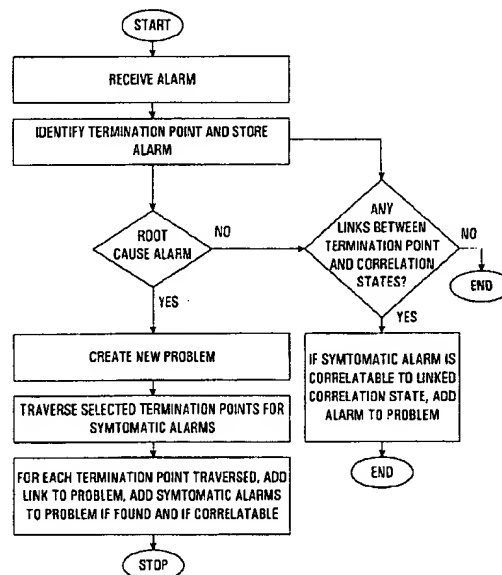 START
RECEIVE ALARM
IDENTIFY TERMINATION POINT AND STORE
ALARM
ROOT
CAUSE ALARM
NO
YES
ANY
LINKS BETWEEN
TERMINATION POINT
AND CORRELATION
STATES?
NO
END
YES
CREATE NEW PROBLEM
TRAVERSE SELECTED TERMINATION POINTS FOR
SYMTOMATIC ALARMS
FOR EACH TERMINATION POINT TRAVERSED, ADD
LINK TO PROBLEM, ADD SYMTOMATIC ALARMS
TO PROBLEM IF FOUND AND IF CORRELATABLE
STOP
IF SYMTOMATIC ALARM IS
CORRELATABLE TO LINKED
CORRELATION STATE, ADD
ALARM TO PROBLEM
END